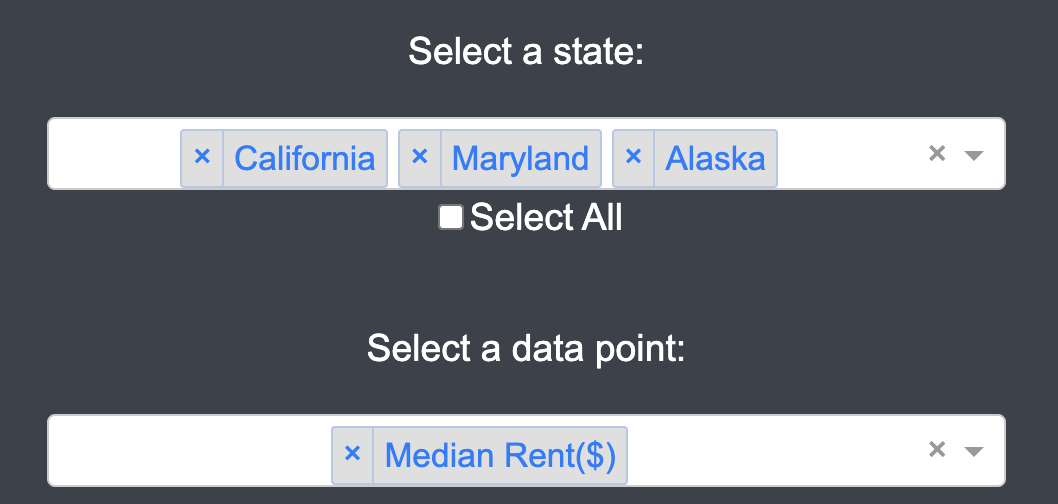 Select a state:
× California × Maryland × Alaska ×
Select All
Select a data point:
× Median Rent($) ×